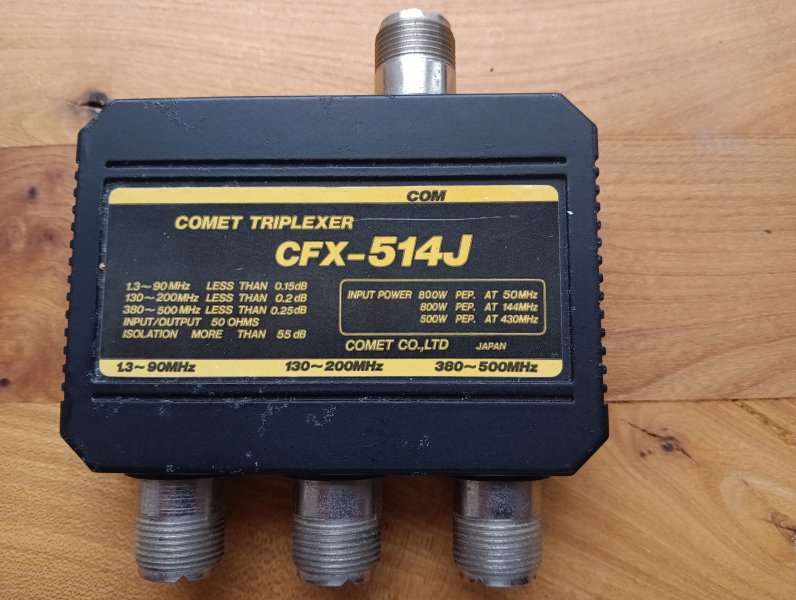 COM
COMET TRIPLEXER
CFX-514J
1.3~90MHz LESS THAN 0.15dB
130~200MHz LESS THAN 0.2dB
380~500MHz LESS THAN 0.25dB
INPUT/OUTPUT 50 OHMS
ISOLATION MORE THAN 55dB
INPUT POWER 800W PEP. AT 50MHz
800W PEP. AT 144MHz
500W PEP. AT 430MHz
COMET CO.,LTD JAPAN
1.3~90MHz 130~200MHz 380~500MHz